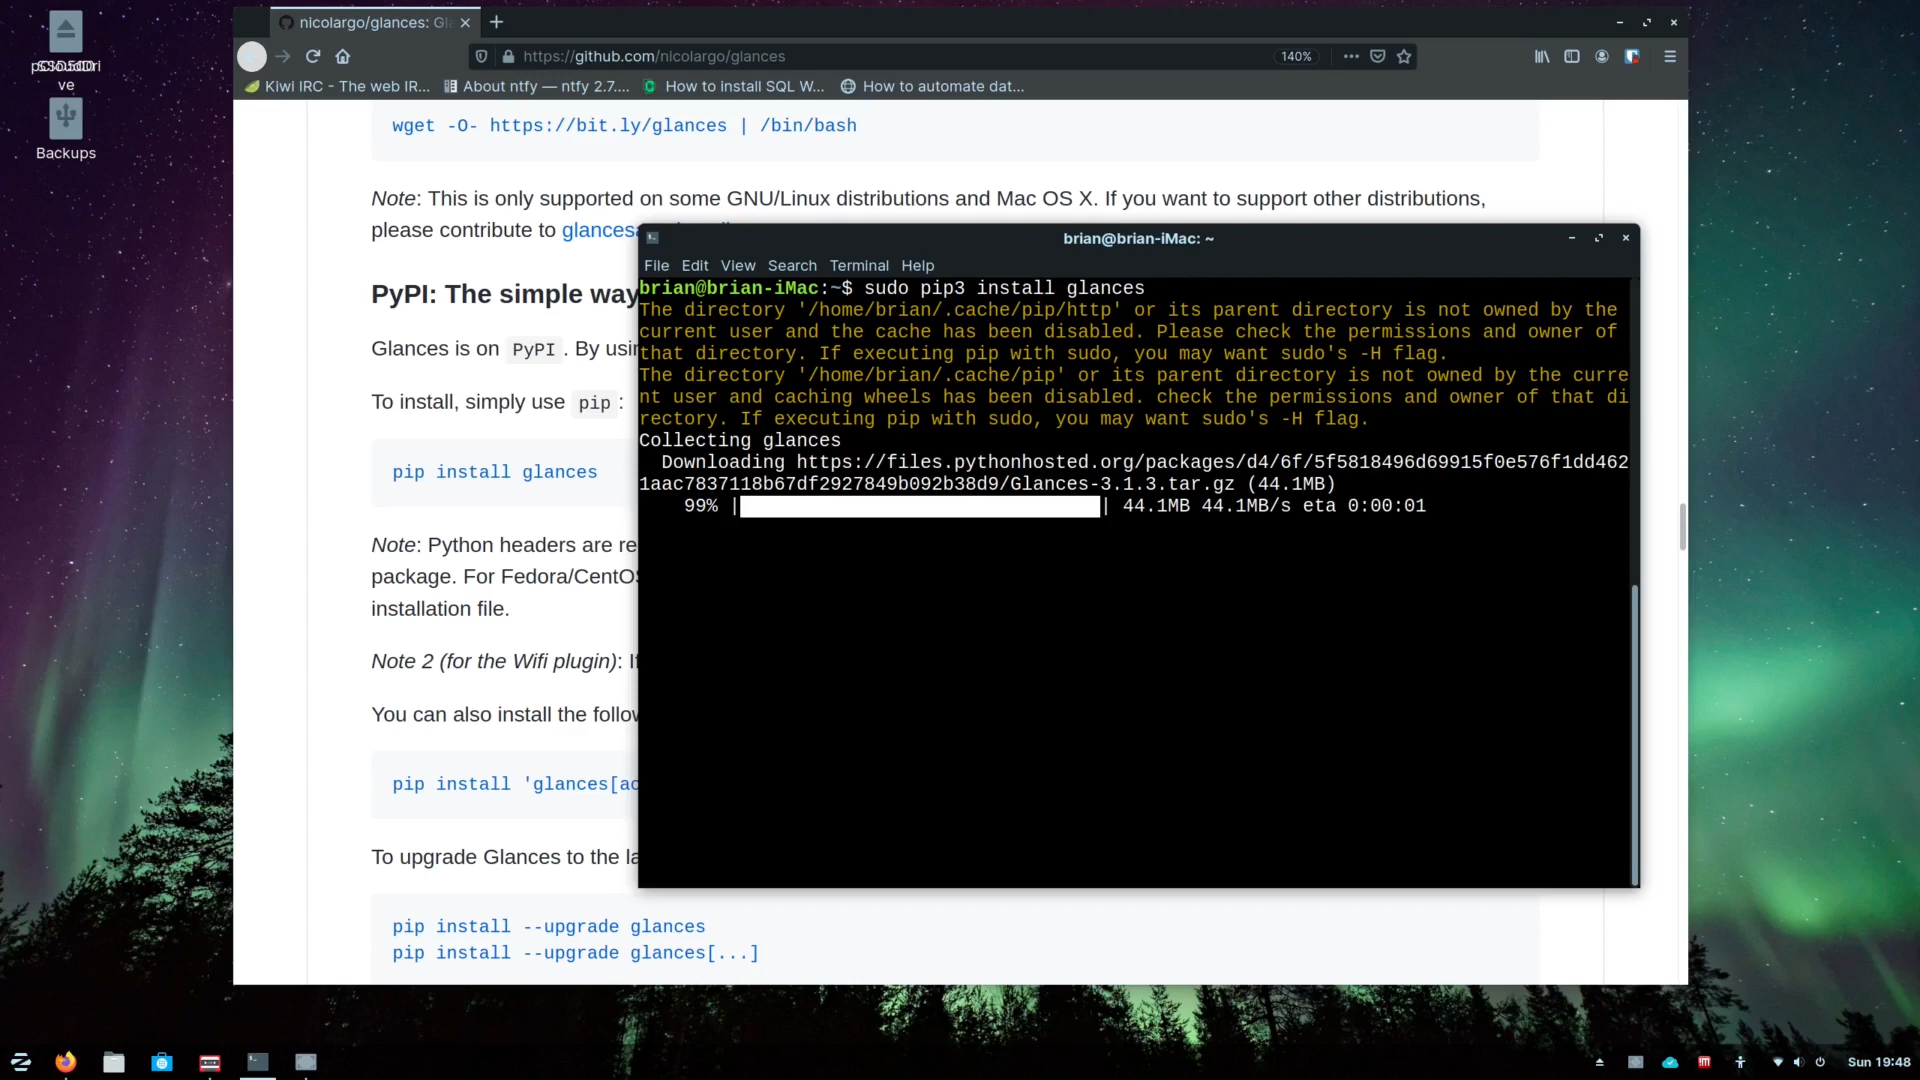 nicolargo/glances: Gl
https://github.com/nicolargo/glances
140%
Kiwi IRC - The web IR...
About ntfy — ntfy 2.7....
How to install SQL W...
How to automate dat...
ve
Backups
wget -O- https://bit.ly/glances | /bin/bash
Note: This is only supported on some GNU/Linux distributions and Mac OS X. If you want to support other distributions,
please contribute to glances
PyPI: The simple way
Glances is on PyPI. By usin
To install, simply use pip:
pip install glances
Note: Python headers are re
package. For Fedora/CentOS
installation file.
Note 2 (for the Wifi plugin): If
You can also install the follow
pip install 'glances[ac
To upgrade Glances to the la
pip install --upgrade glances
pip install --upgrade glances[...]
brian@brian-iMac: ~
File Edit View Search Terminal Help
brian@brian-iMac:~$ sudo pip3 install glances
The directory '/home/brian/.cache/pip/http' or its parent directory is not owned by the
current user and the cache has been disabled. Please check the permissions and owner of
that directory. If executing pip with sudo, you may want sudo's -H flag.
The directory '/home/brian/.cache/pip' or its parent directory is not owned by the curre
nt user and caching wheels has been disabled. check the permissions and owner of that di
rectory. If executing pip with sudo, you may want sudo's -H flag.
Collecting glances
Downloading https://files.pythonhosted.org/packages/d4/6f/5f5818496d69915f0e576f1dd462
1aac7837118b67df2927849b092b38d9/Glances-3.1.3.tar.gz (44.1MB)
99% | | 44.1MB 44.1MB/s eta 0:00:01
Sun 19:48